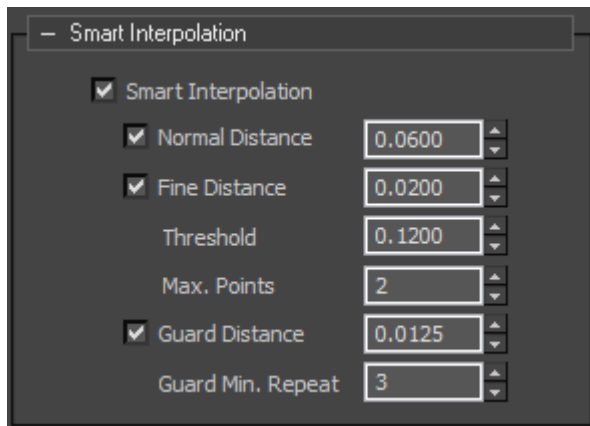 − Smart Interpolation
Smart Interpolation
Normal Distance 0.0600
Fine Distance 0.0200
Threshold 0.1200
Max. Points 2
Guard Distance 0.0125
Guard Min. Repeat 3